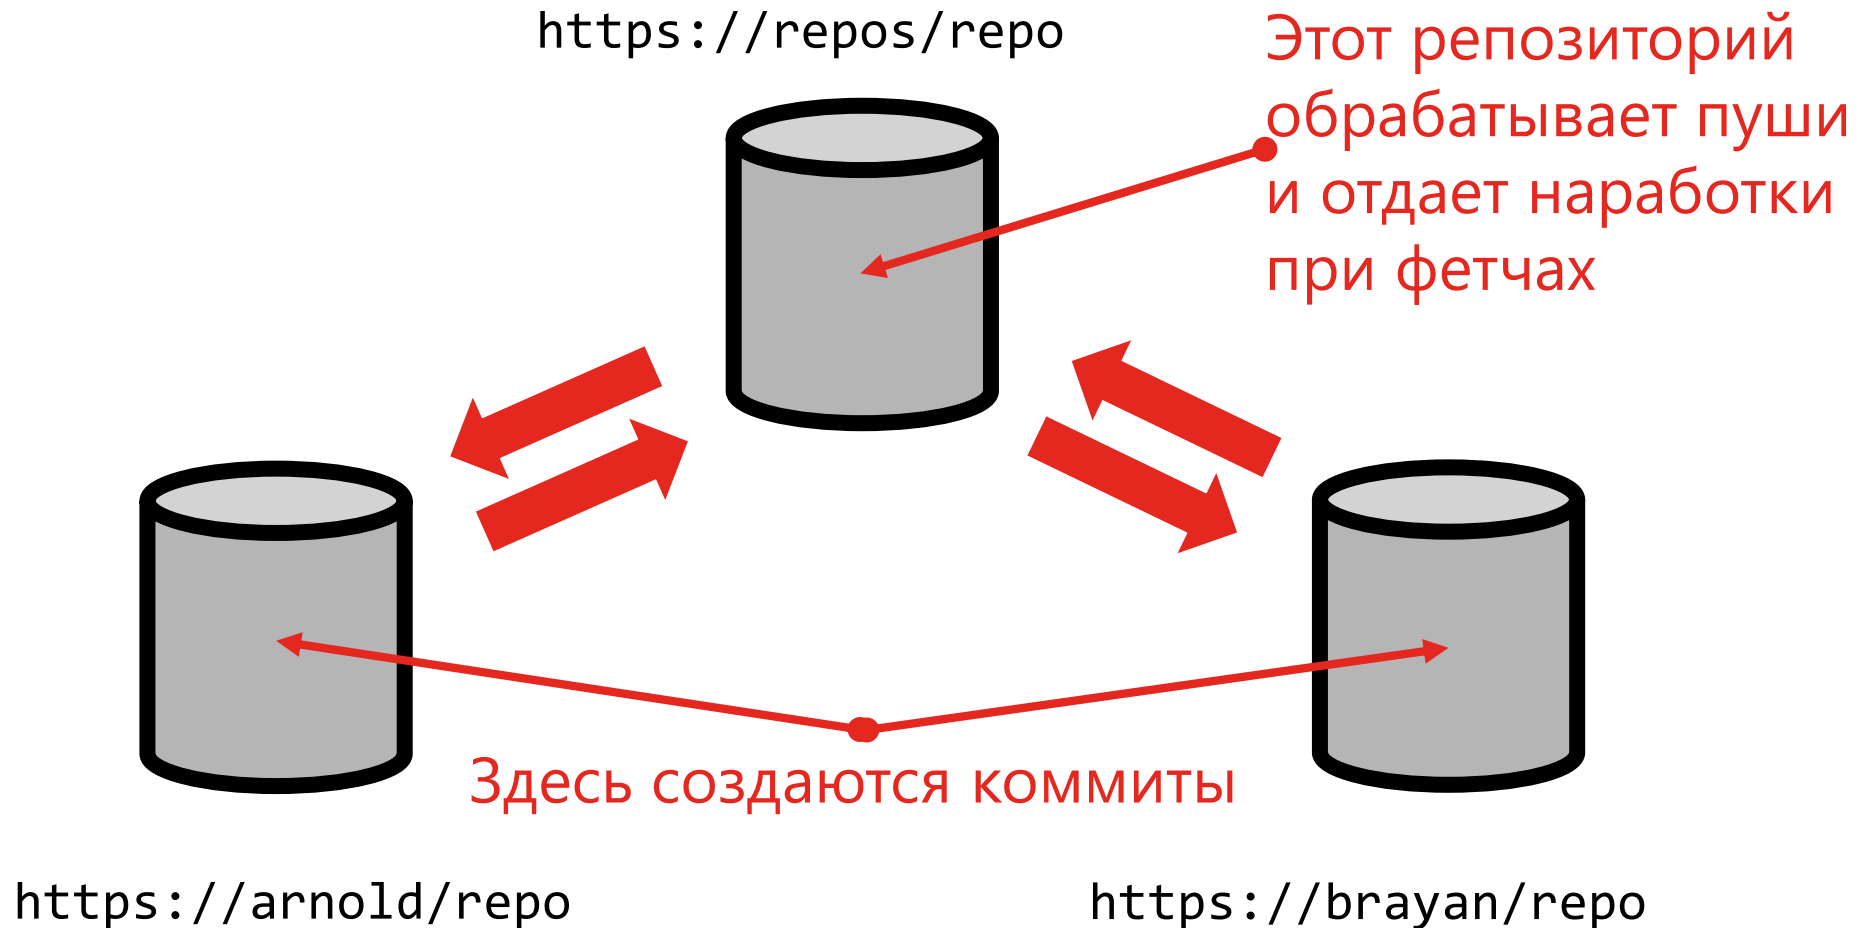 https://repos/repo
Этот репозиторий
обрабатывает пуши
и отдает наработки
при фетчах
Здесь создаются коммиты
https://arnold/repo
https://brayan/repo